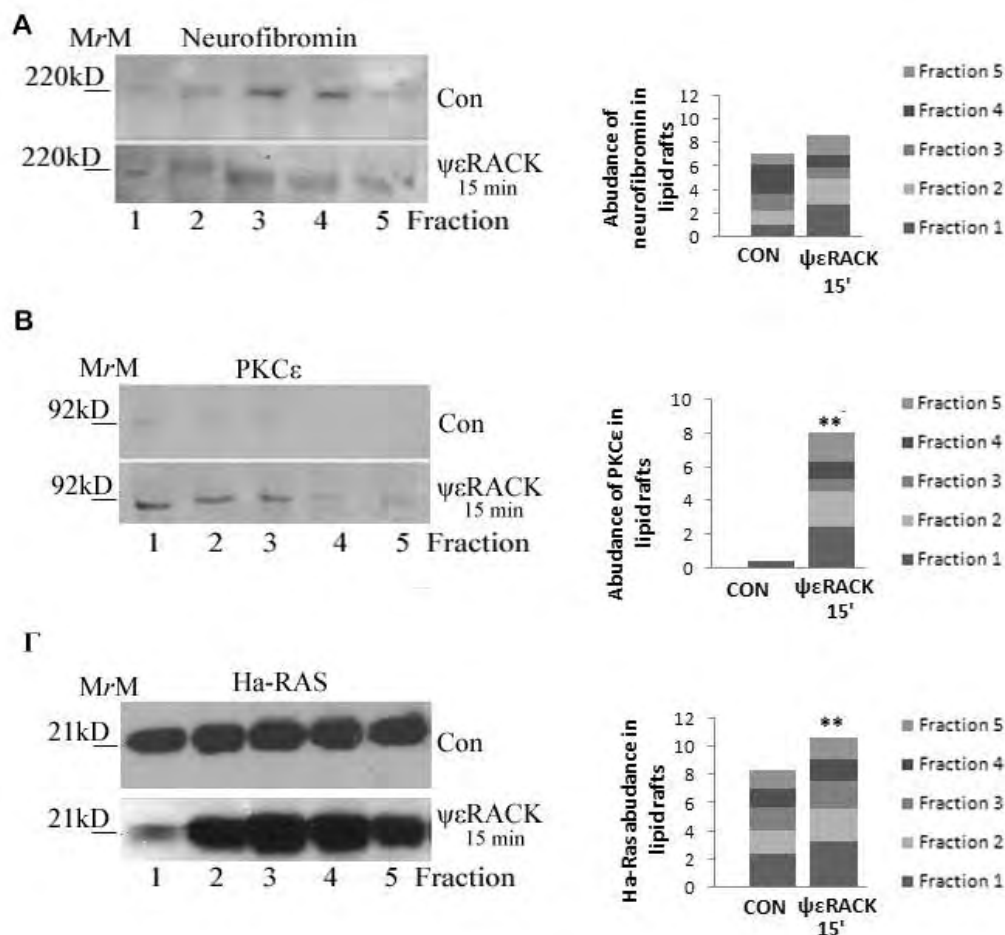 A
MrM Neurofibromin
220kD
Con
220kD
ψεRACK
15 min
1 2 3 4 5 Fraction
Abudance of
neurofibromin in
lipid rafts
12
10
8
6
4
2
0
CON ψεRACK
15'
Fraction 5
Fraction 4
Fraction 3
Fraction 2
Fraction 1
B
MrM PKCε
92kD
Con
92kD
ψεRACK
15 min
1 2 3 4 5 Fraction
Abudance of PKCε in
lipid rafts
10
8
6
4
2
0
**
CON ψεRACK
15'
Fraction 5
Fraction 4
Fraction 3
Fraction 2
Fraction 1
Γ
MrM Ha-RAS
21kD
Con
21kD
ψεRACK
15 min
1 2 3 4 5 Fraction
Ha-Ras abudance in
lipid rafts
12
10
8
6
4
2
0
**
CON ψεRACK
15'
Fraction 5
Fraction 4
Fraction 3
Fraction 2
Fraction 1